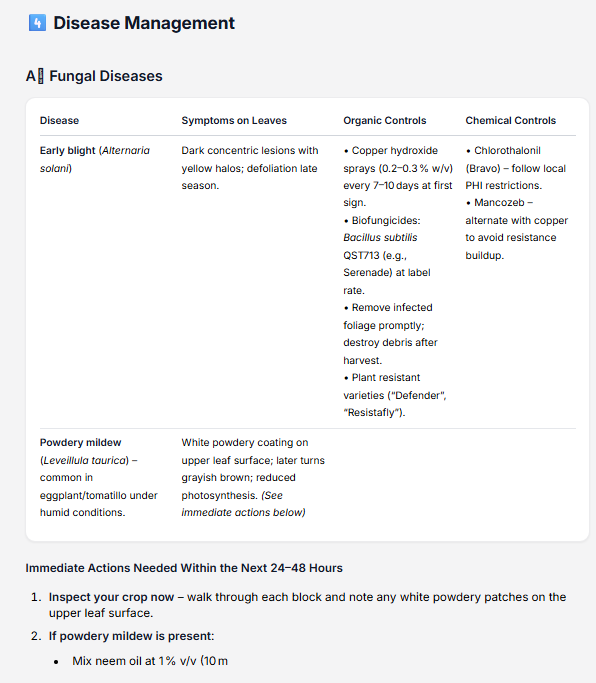 4 Disease Management
A Fungal Diseases
Disease Symptoms on Leaves Organic Controls Chemical Controls
Early blight (Alternaria
solani)
Dark concentric lesions with
yellow halos; defoliation late
season.
• Copper hydroxide
sprays (0.2–0.3 % w/v)
every 7–10 days at first
sign.
• Biofungicides:
Bacillus subtilis
QST713 (e.g.,
Serenade) at label
rate.
• Remove infected
foliage promptly;
destroy debris after
harvest.
• Plant resistant
varieties (“Defender”,
“Resistafly”).
• Chlorothalonil
(Bravo) – follow local
PHI restrictions.
• Mancozeb –
alternate with copper
to avoid resistance
buildup.
Powdery mildew
(Leveillula taurica) –
common in
eggplant/tomatillo under
humid conditions.
White powdery coating on
upper leaf surface; later turns
grayish brown; reduced
photosynthesis. (See
immediate actions below)
Immediate Actions Needed Within the Next 24–48 Hours
1. Inspect your crop now – walk through each block and note any white powdery patches on the
upper leaf surface.
2. If powdery mildew is present:
• Mix neem oil at 1 % v/v (10 m